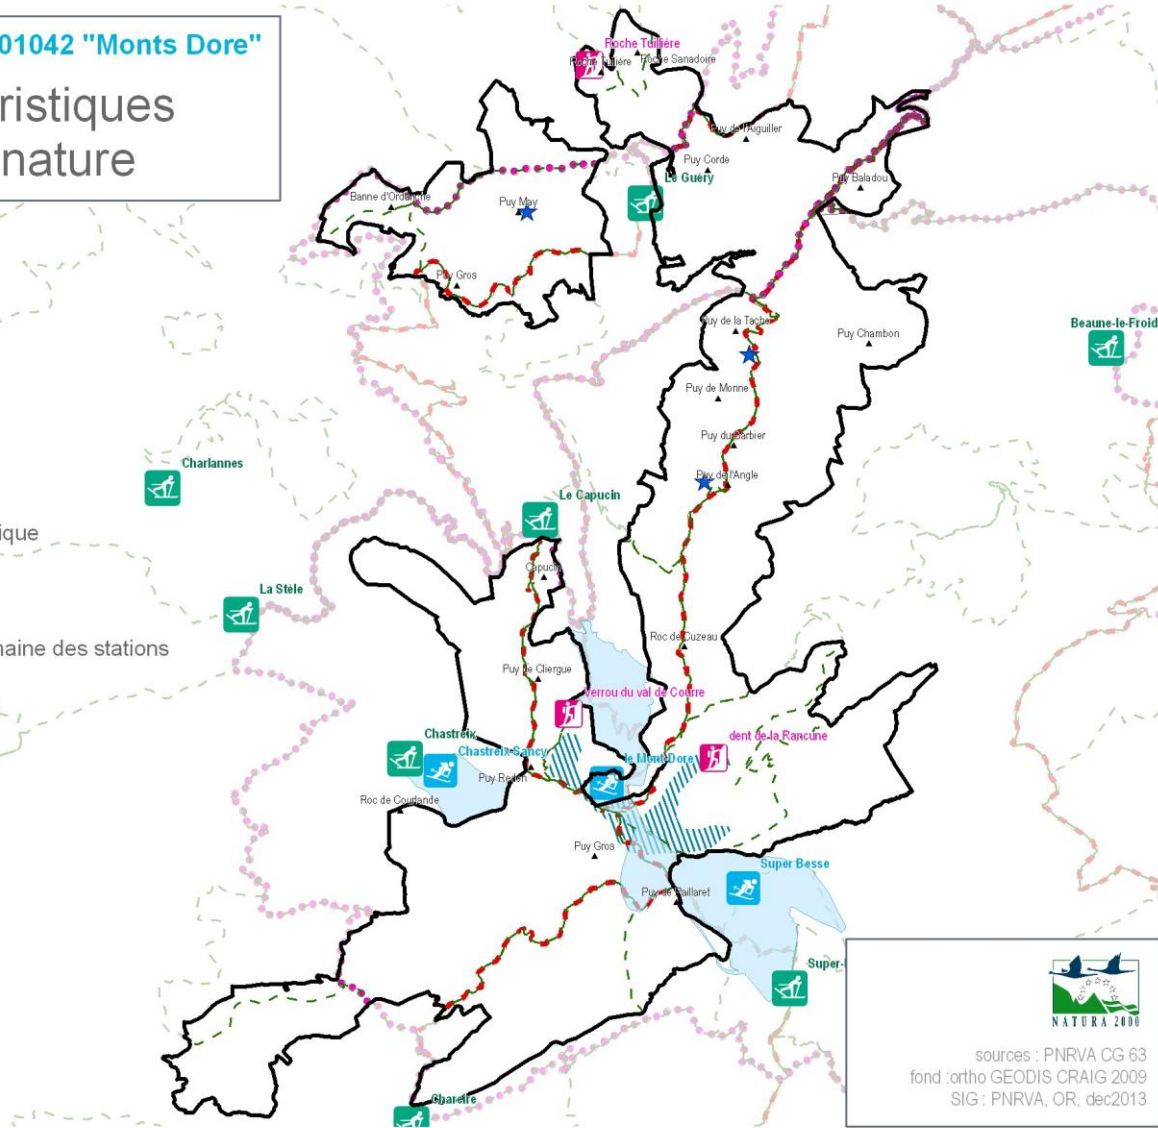 01042 "Monts Dore"
ristiques
nature
Roche Tuilière
Roche Tuilière
Roche Sanadoire
Puy de l'Aiguiller
Puy Corde
Le Guéry
Puy Baladou
Banne d'Ordanche
Puy May
Puy Gros
Puy de la Tache
Puy Chambon
Beaune-le-Froid
Puy de Monne
Puy du Barbier
Puy de l'Angle
Charlannes
Le Capucin
ique
Capucin
La Stèle
naine des stations
Roc de Cuzeau
Puy de Cliergue
Verrou du val de Courre
Chastreix
dent de la Rancune
Chastreix-Sancy
le Mont Dore
Puy Redon
Roc de Courlande
Puy Gros
Super Besse
Puy de Paillaret
Super-
NATURA 2000
sources : PNRVA CG 63
fond :ortho GEODIS CRAIG 2009
SIG : PNRVA, OR, dec2013